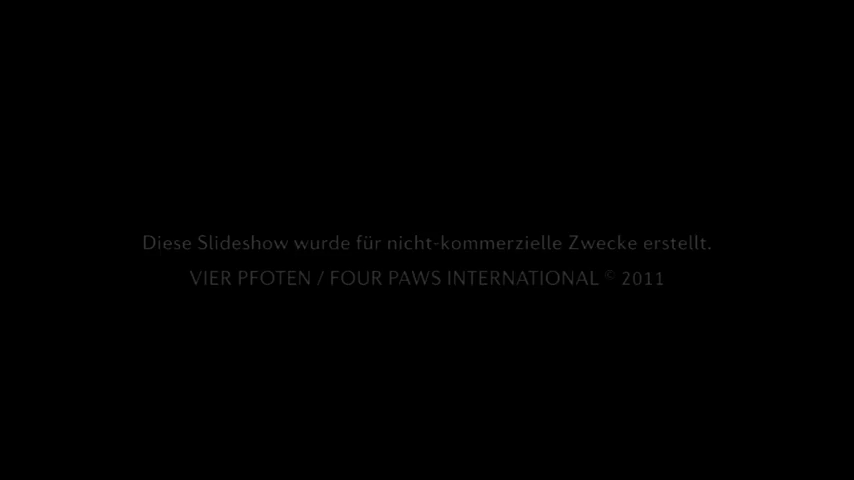 Diese Slideshow wurde für nicht-kommerzielle Zwecke erstellt.
VIER PFOTEN / FOUR PAWS INTERNATIONAL © 2011